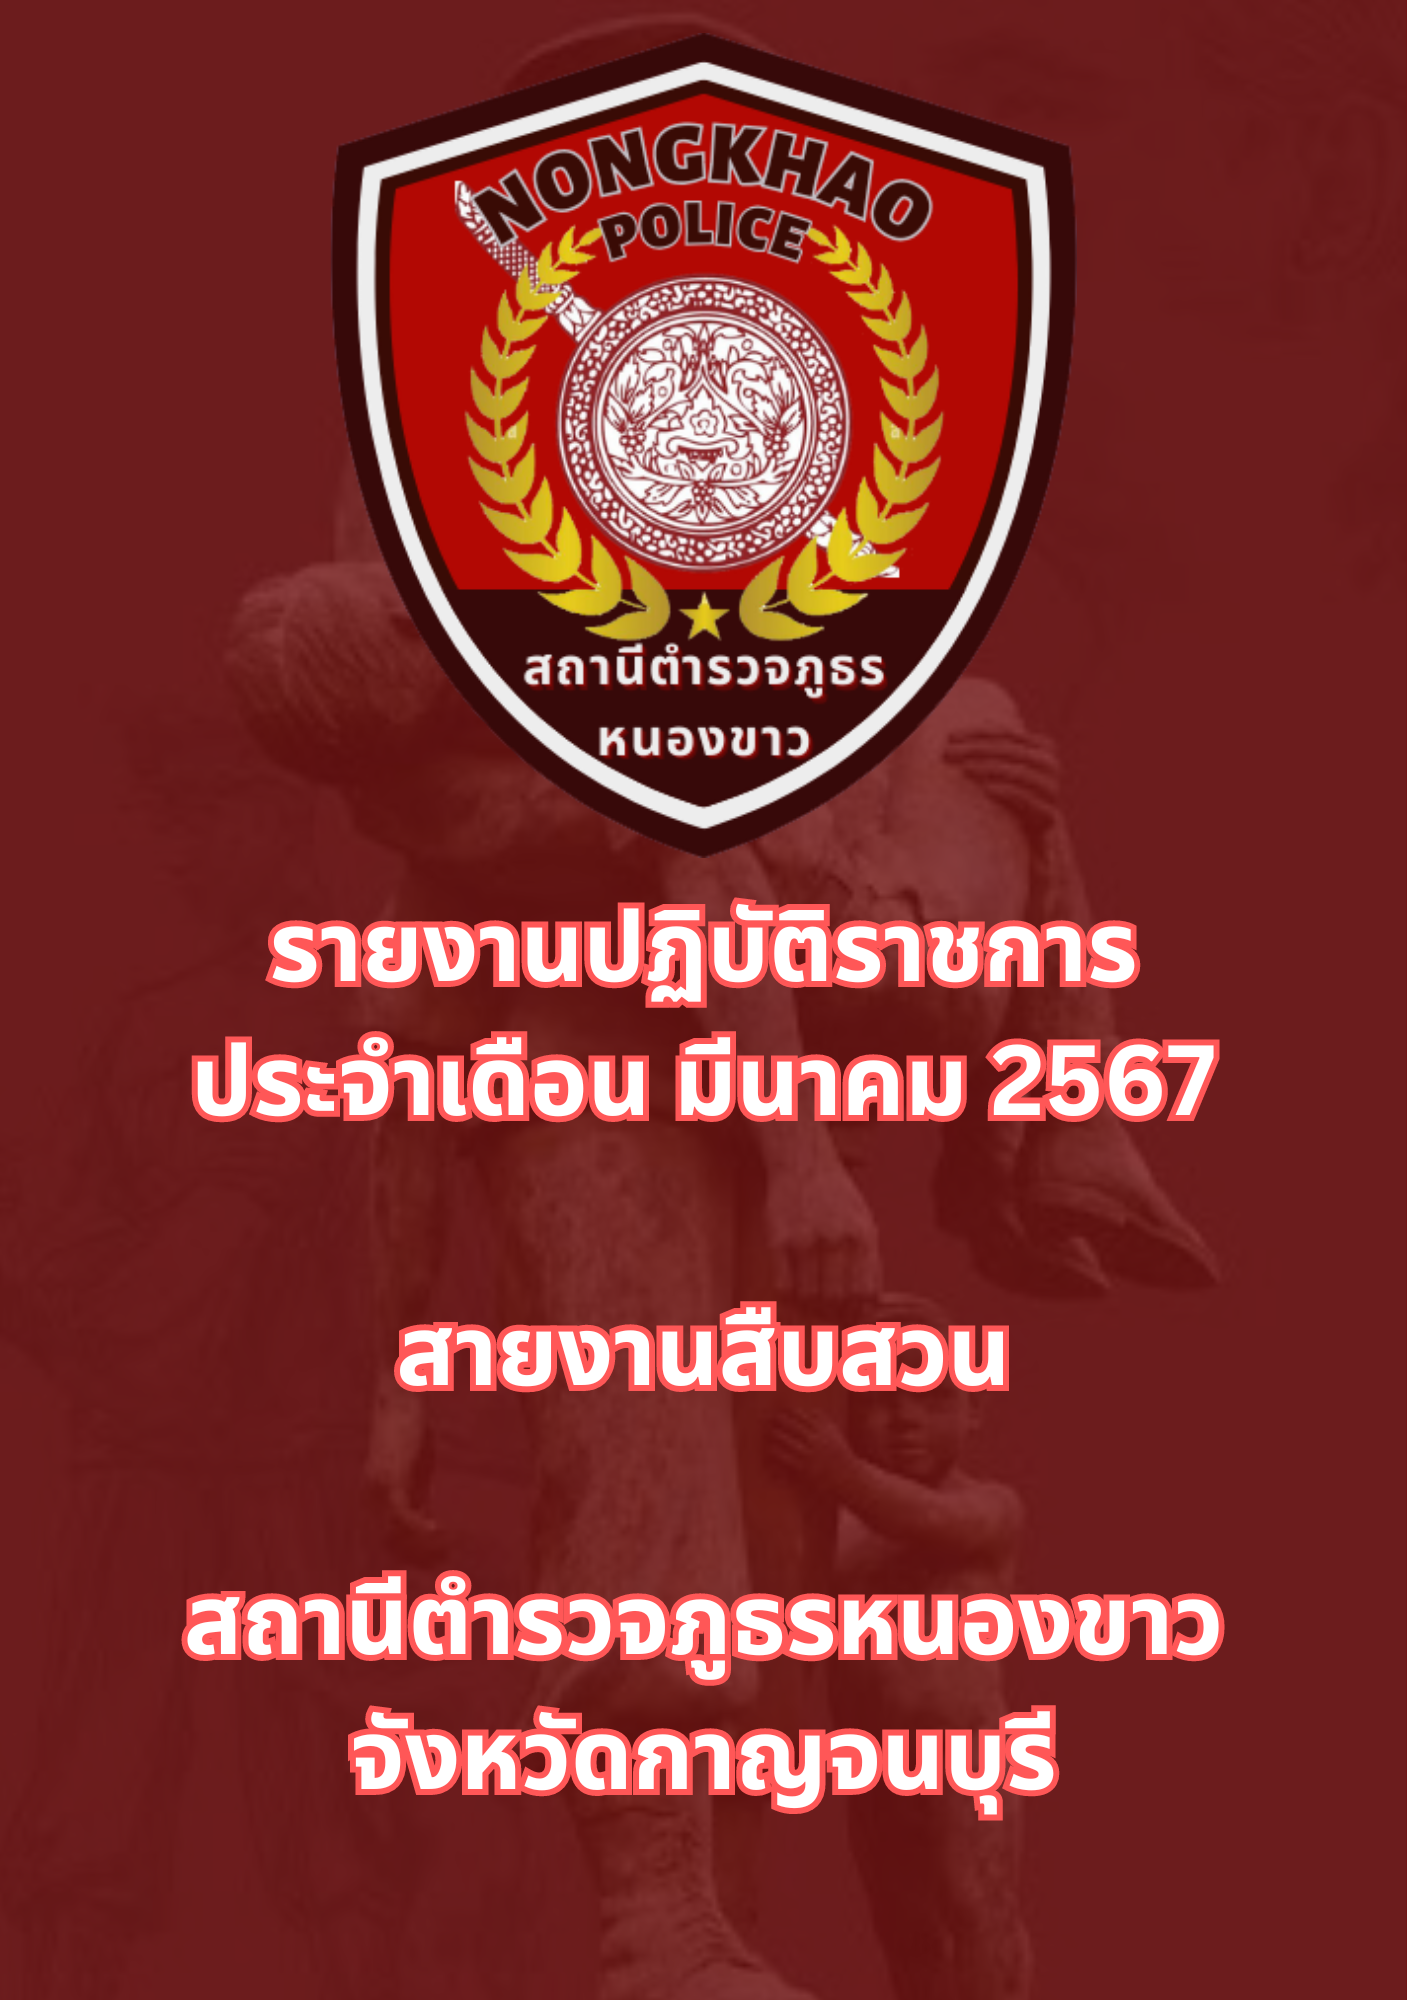 NONGKHAO
POLICE
สถานีตำรวจภูธร
หนองขาว
รายงานปฏิบัติราชการ
ประจำเดือน มีนาคม 2567
สายงานสืบสวน
สถานีตำรวจภูธรหนองขาว
จังหวัดกาญจนบุรี